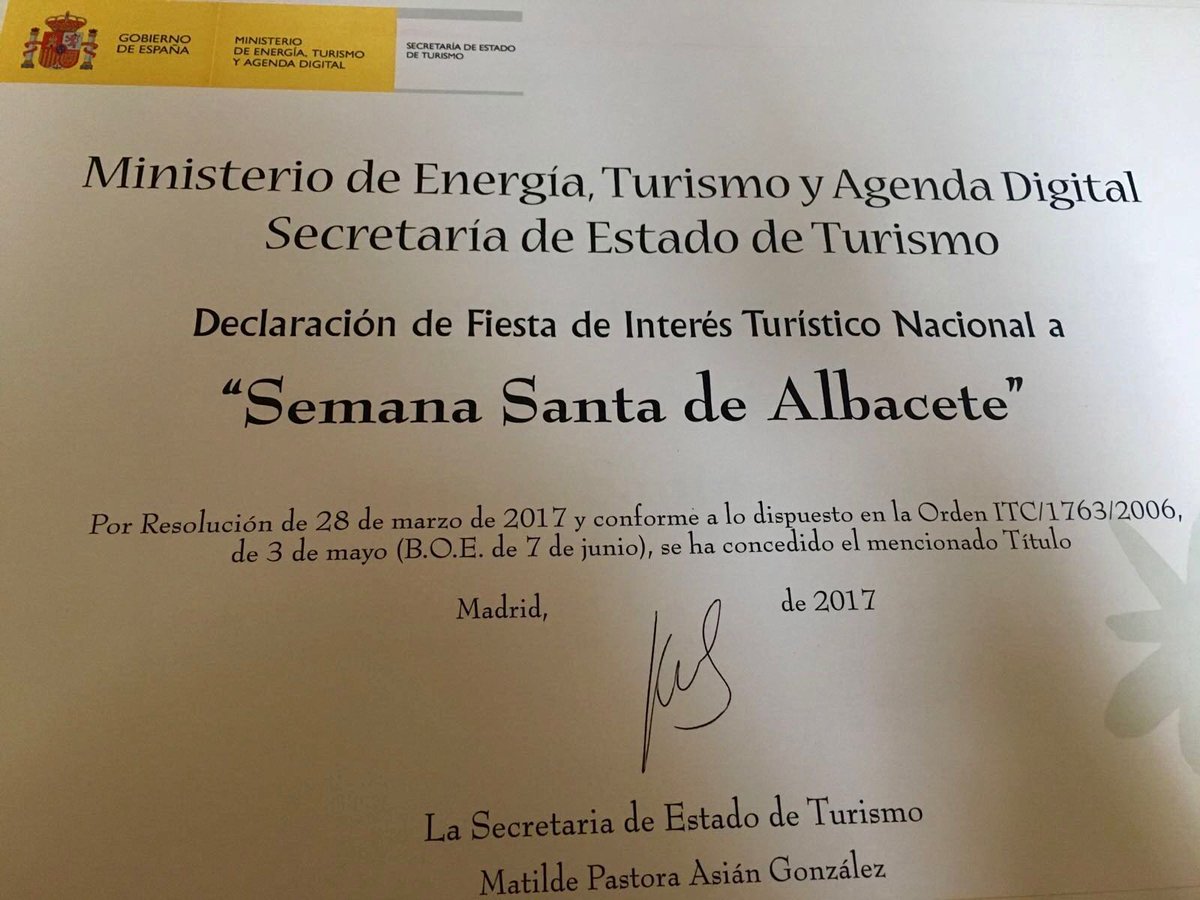 GOBIERNO
DE ESPAÑA
MINISTERIO
DE ENERGÍA, TURISMO
Y AGENDA DIGITAL
SECRETARÍA DE ESTADO
DE TURISMO
Ministerio de Energía, Turismo y Agenda Digital
Secretaría de Estado de Turismo
Declaración de Fiesta de Interés Turístico Nacional a
“Semana Santa de Albacete”
Por Resolución de 28 de marzo de 2017 y conforme a lo dispuesto en la Orden ITC/1763/2006,
de 3 de mayo (B.O.E. de 7 de junio), se ha concedido el mencionado Título
Madrid, de 2017
La Secretaria de Estado de Turismo
Matilde Pastora Asián González